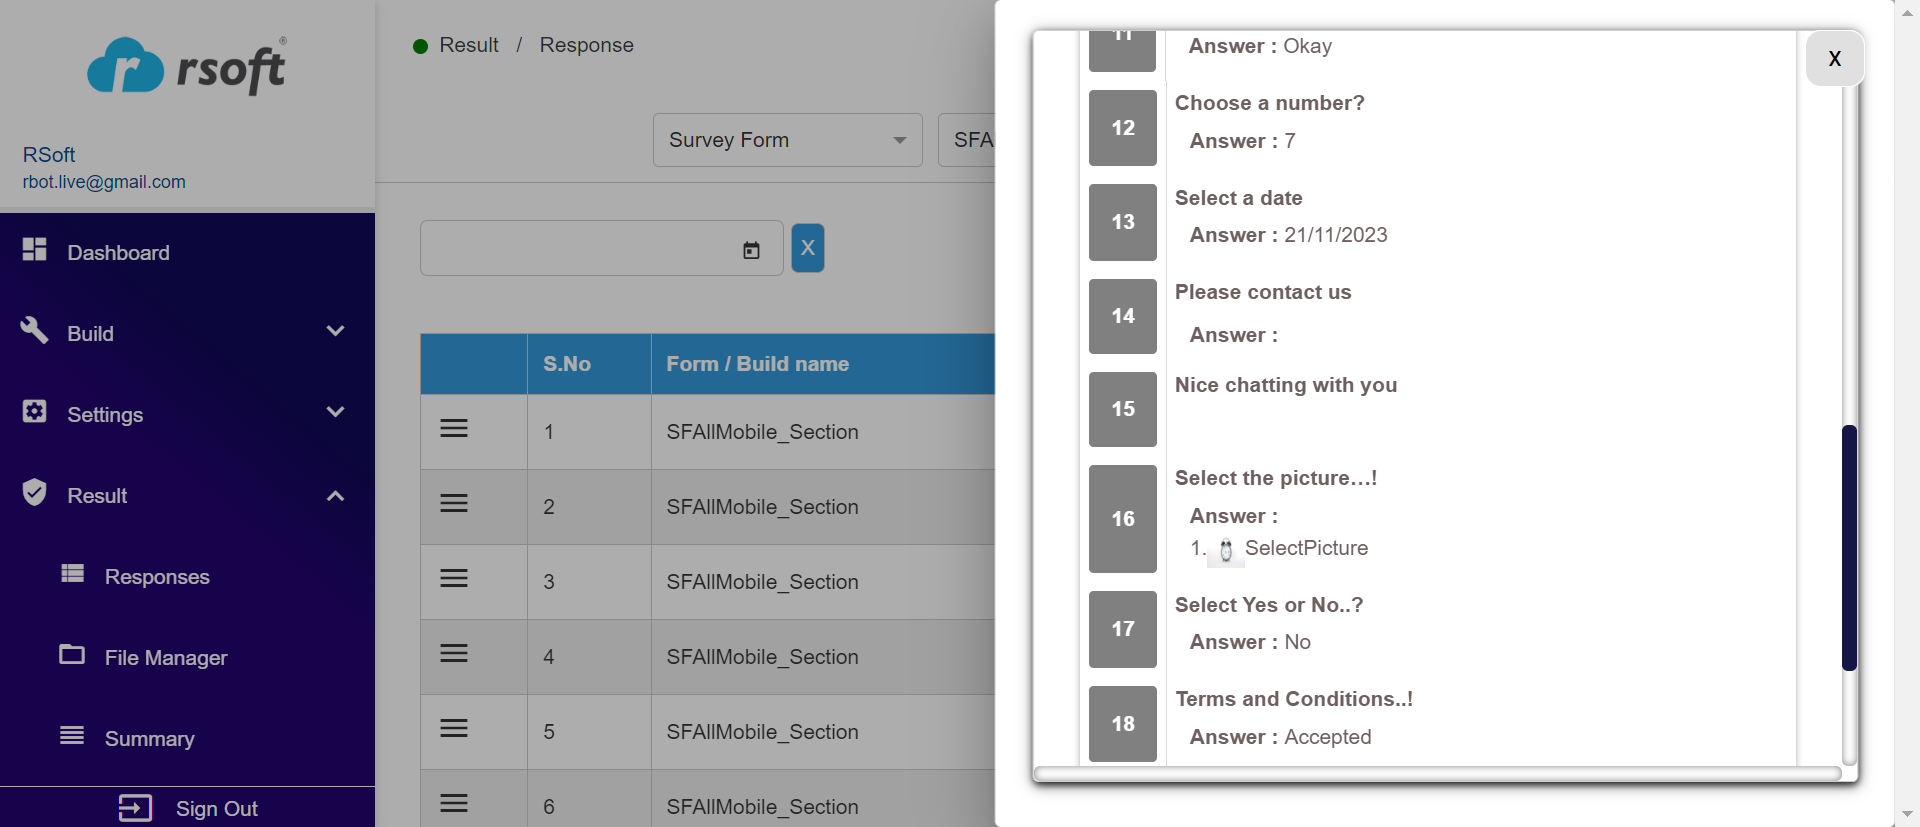 rsoft®
RSoft
rbot.live@gmail.com
Dashboard
Build
Settings
Result
Responses
File Manager
Summary
Sign Out
Result / Response
Survey Form
SFA
X
S.No Form / Build name
1 SFAllMobile_Section
2 SFAllMobile_Section
3 SFAllMobile_Section
4 SFAllMobile_Section
5 SFAllMobile_Section
6 SFAllMobile_Section
X
11
Answer : Okay
12 Choose a number?
Answer : 7
13 Select a date
Answer : 21/11/2023
14 Please contact us
Answer :
15 Nice chatting with you
16 Select the picture...!
Answer :
1. SelectPicture
17 Select Yes or No..?
Answer : No
18 Terms and Conditions..!
Answer : Accepted